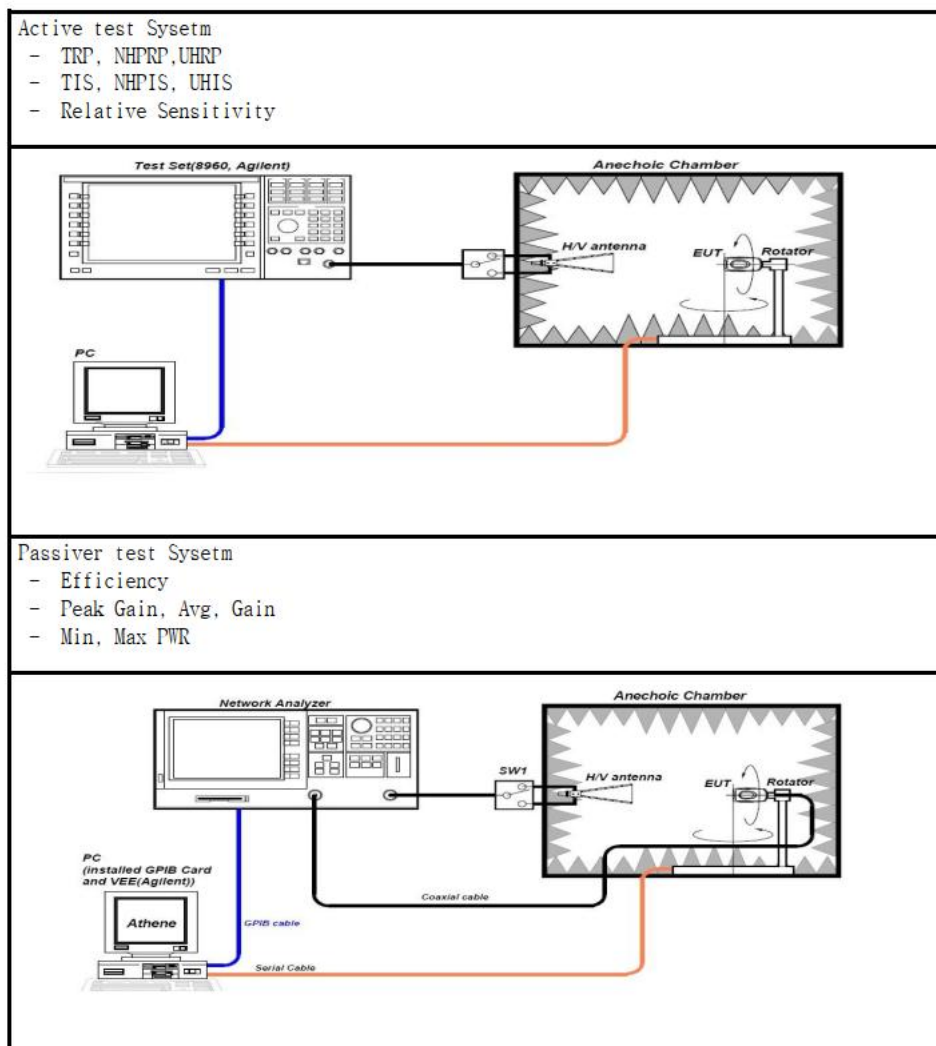 Active test Sysetm
- TRP, NHPRP,UHRP
- TIS, NHPIS, UHIS
- Relative Sensitivity
Test Set(8960, Agilent)
Anechoic Chamber
H/V antenna
EUT
Rotator
PC
Passiver test Sysetm
- Efficiency
- Peak Gain, Avg, Gain
- Min, Max PWR
Network Analyzer
Anechoic Chamber
SW1
H/V antenna
EUT
Rotator
PC
(installed GPIB Card
and VEE(Agilent))
Athene
GPIB cable
Coaxial cable
Serial Cable